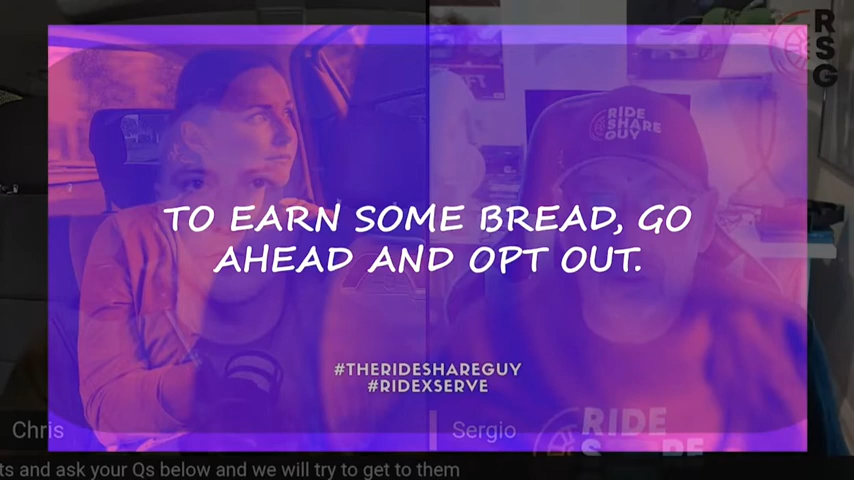 RSG
RIDE
SHARE
GUY
TO EARN SOME BREAD, GO
AHEAD AND OPT OUT.
#THERIDESHAREGUY
#RIDEXSERVE
Chris
Sergio
RIDE
ts and ask your Qs below and we will try to get to them